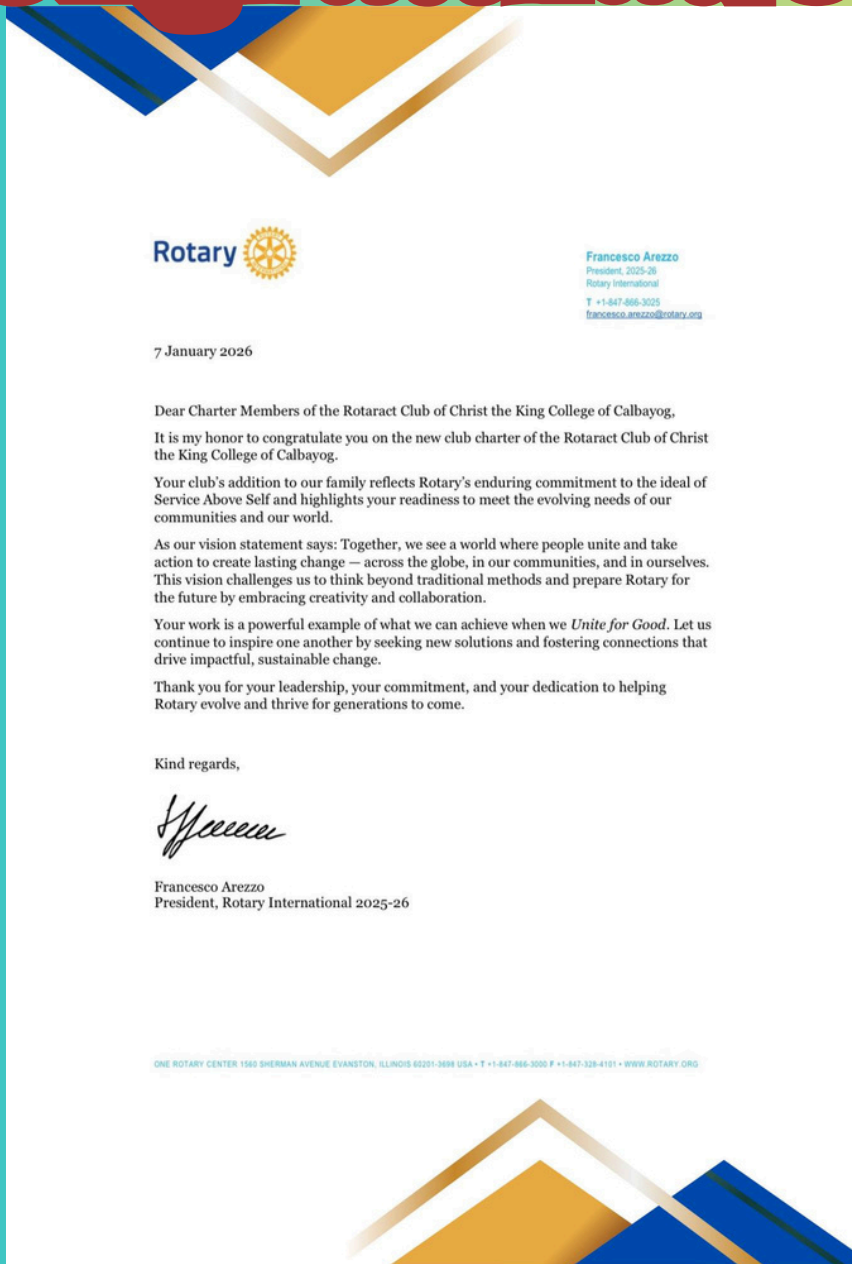 Rotary
Francesco Arezzo
President, 2025-26
Rotary International
T +1-847-866-3025
francesco.arezzo@rotary.org
7 January 2026
Dear Charter Members of the Rotaract Club of Christ the King College of Calbayog,
It is my honor to congratulate you on the new club charter of the Rotaract Club of Christ
the King College of Calbayog.
Your club's addition to our family reflects Rotary's enduring commitment to the ideal of
Service Above Self and highlights your readiness to meet the evolving needs of our
communities and our world.
As our vision statement says: Together, we see a world where people unite and take
action to create lasting change — across the globe, in our communities, and in ourselves.
This vision challenges us to think beyond traditional methods and prepare Rotary for
the future by embracing creativity and collaboration.
Your work is a powerful example of what we can achieve when we Unite for Good. Let us
continue to inspire one another by seeking new solutions and fostering connections that
drive impactful, sustainable change.
Thank you for your leadership, your commitment, and your dedication to helping
Rotary evolve and thrive for generations to come.
Kind regards,
Francesco Arezzo
President, Rotary International 2025-26
ONE ROTARY CENTER 1560 SHERMAN AVENUE EVANSTON, ILLINOIS 60201-3698 USA • T +1-847-866-3000 F +1-847-328-4101 • WWW.ROTARY.ORG